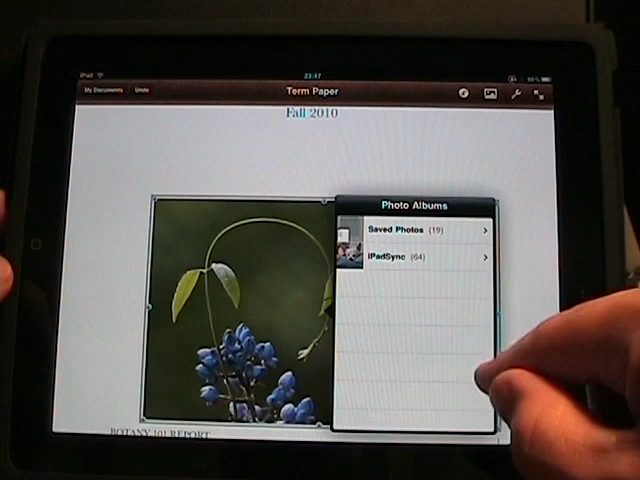 iPad
23:47
My Documents
Undo
Term Paper
Fall 2010
Photo Albums
Saved Photos (19)
iPadSync (64)
BOTANY 101 REPORT
1